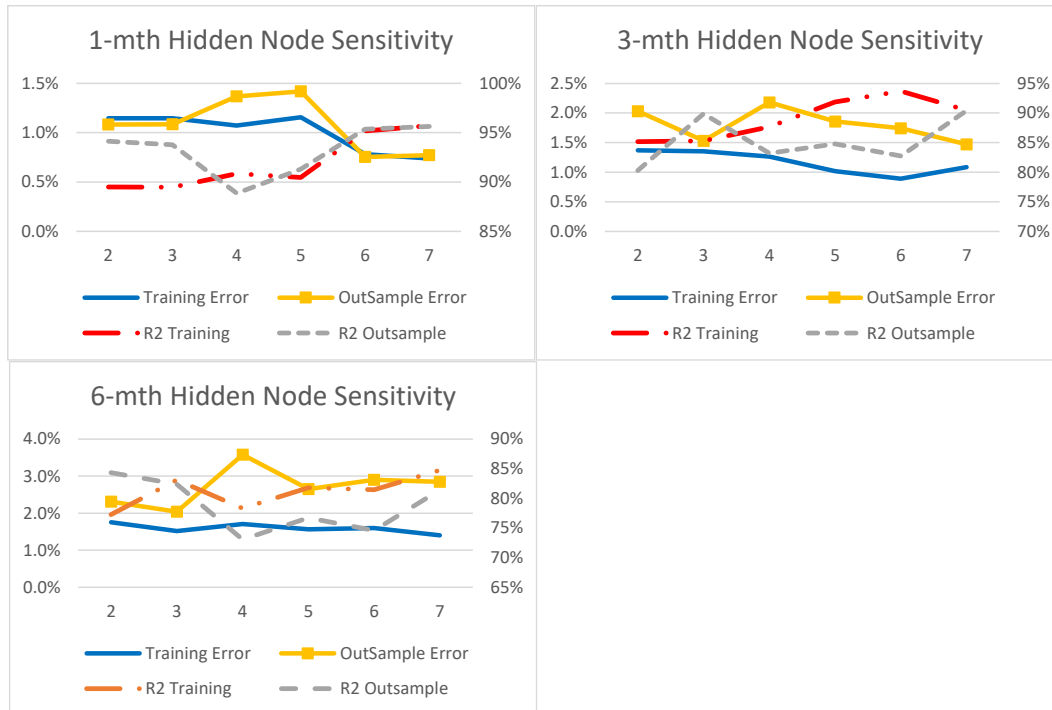 1-mth Hidden Node Sensitivity
1.5% 100%
1.0% 95%
0.5% 90%
0.0% 85%
2 3 4 5 6 7
Training Error OutSample Error
R2 Training R2 Outsample
3-mth Hidden Node Sensitivity
2.5% 95%
2.0% 90%
1.5% 85%
1.0% 80%
0.5% 75%
0.0% 70%
2 3 4 5 6 7
Training Error OutSample Error
R2 Training R2 Outsample
6-mth Hidden Node Sensitivity
4.0% 90%
3.0% 85%
80%
2.0% 75%
1.0% 70%
0.0% 65%
2 3 4 5 6 7
Training Error OutSample Error
R2 Training R2 Outsample